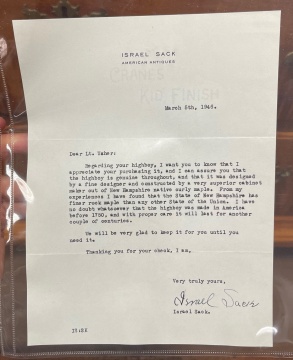 ISRAEL SACK
AMERICAN ANTIQUES
CRANE'S
KID FINISH
March 5th, 1946.
Dear Lt. Maher:
Regarding your highboy, I want you to know that I
appreciate your purchasing it, and I can assure you that
the highboy is genuine throughout, and that it was designed
by a fine designer and constructed by a very superior cabinet
maker out of New Hampshire native curly maple. From my
experiences I have found that the State of New Hampshire has
finer rock maple than any other State of the Union. I have
no doubt whatsoever that the highboy was made in America
before 1750, and with proper care it will last for another
couple of centuries.
We will be very glad to keep it for you until you
need it.
Thanking you for your check, I am,
Very truly yours,
Israel Sack
Israel Sack.